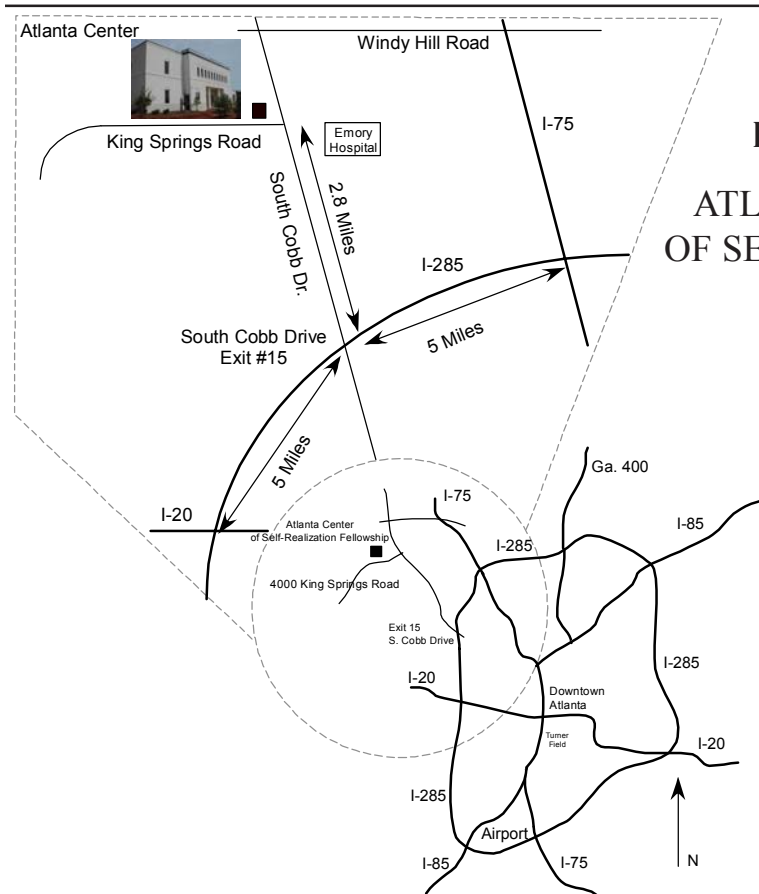 Atlanta Center
Windy Hill Road
I-75
King Springs Road
Emory
Hospital
ATL
OF SE
South Cobb Dr.
2.8 Miles
I-285
South Cobb Drive
Exit #15
5 Miles
5 Miles
I-20
Ga. 400
I-75
I-85
Atlanta Center
of Self-Realization Fellowship
I-285
4000 King Springs Road
Exit 15
S. Cobb Drive
I-285
I-20
Downtown
Atlanta
Turner
Field
I-20
I-285
Airport
I-85
I-75
N